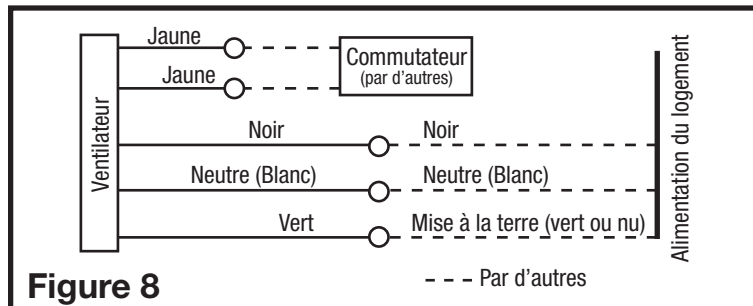 Ventilateur
Jaune
Jaune
Commutateur
(par d'autres)
Noir
Noir
Neutre (Blanc)
Neutre (Blanc)
Vert
Mise à la terre (vert ou nu)
Alimentation du logement
Figure 8
Par d'autres